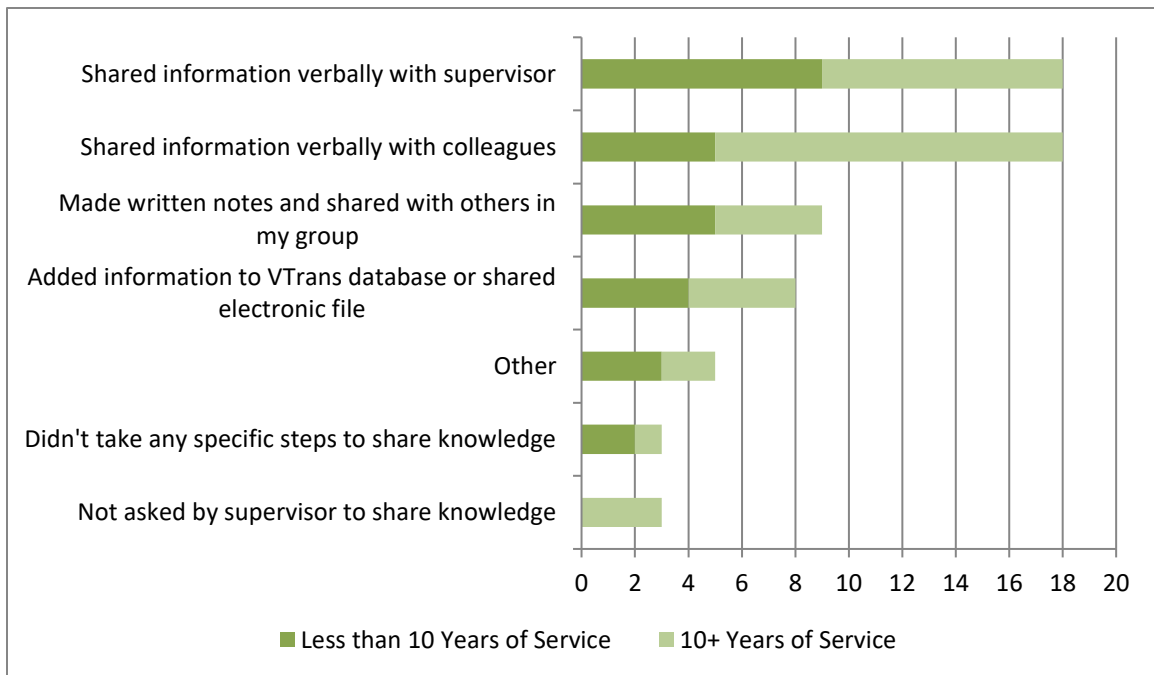 Shared information verbally with supervisor
Shared information verbally with colleagues
Made written notes and shared with others in
my group
Added information to VTrans database or shared
electronic file
Other
Didn't take any specific steps to share knowledge
Not asked by supervisor to share knowledge
0 2 4 6 8 10 12 14 16 18 20
Less than 10 Years of Service 10+ Years of Service